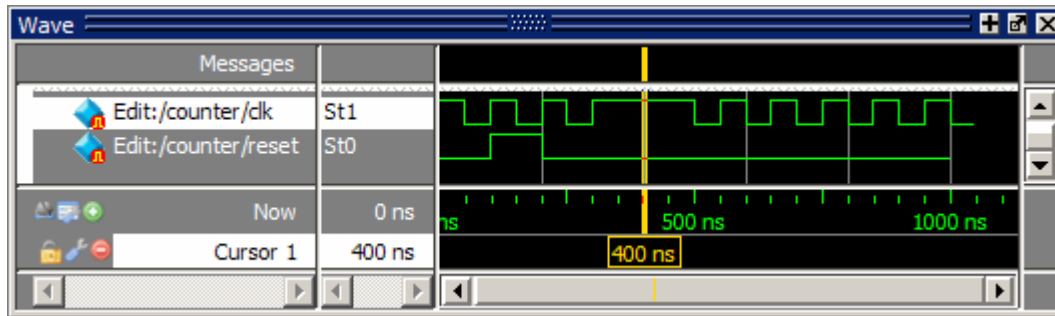 Wave
Messages
Edit:/counter/clk St1
Edit:/counter/reset St0
Now 0 ns
ns 500 ns 1000 ns
Cursor 1 400 ns
400 ns